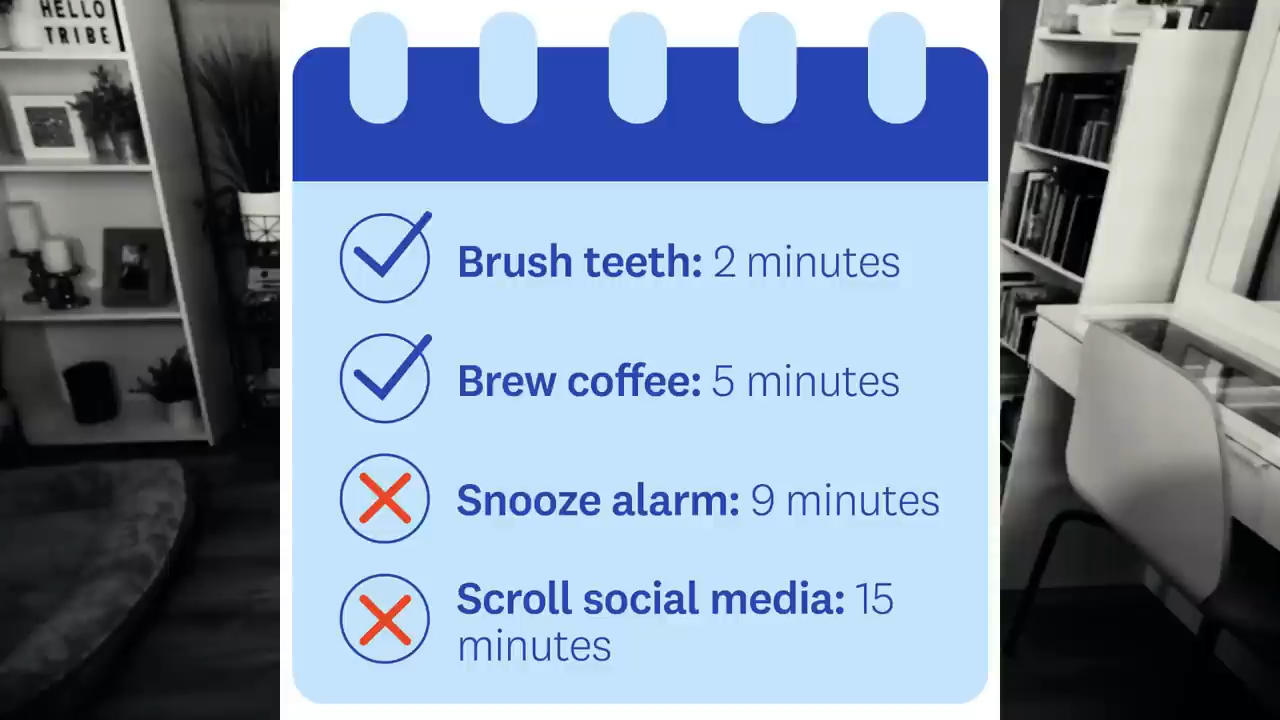 HELLO
TRIBE
Brush teeth: 2 minutes
Brew coffee: 5 minutes
Snooze alarm: 9 minutes
Scroll social media: 15
minutes